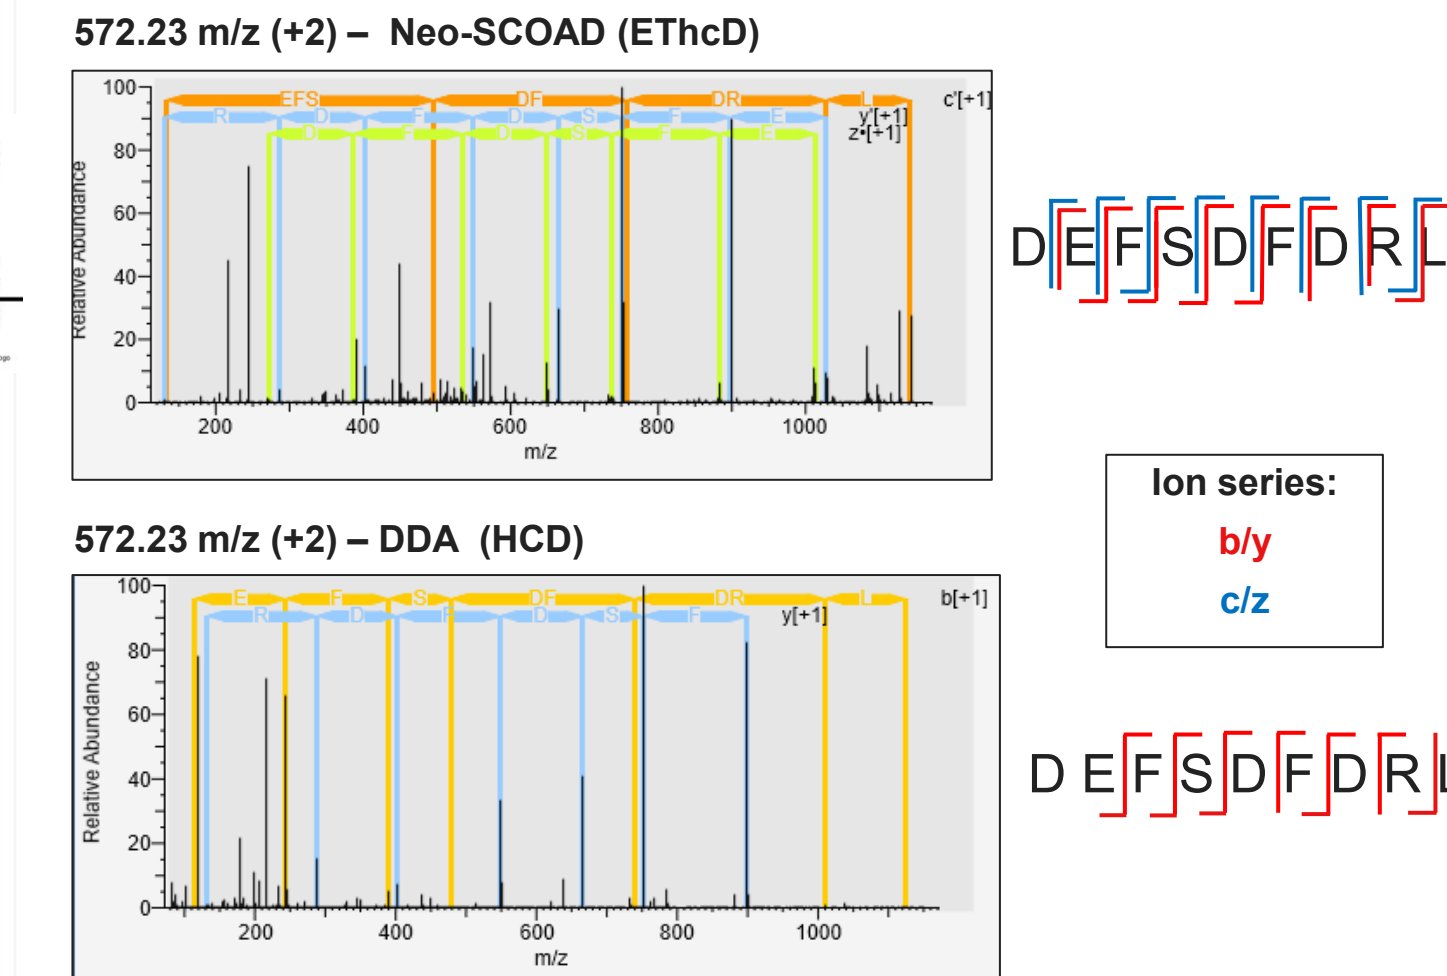 572.23 m/z (+2) – Neo-SCOAD (EThcD)
100
80
60
40
20
0
Relative Abundance
EFS DF DR L c'[+1]
R D F D S F E y'[+1]
D F D S F E z•[+1]
200 400 600 800 1000
m/z
DEFSDFDRL
Ion series:
b/y
c/z
572.23 m/z (+2) – DDA (HCD)
100
80
60
40
20
0
Relative Abundance
E F S DF DR L b[+1]
R D F D S F y[+1]
200 400 600 800 1000
m/z
D E F S D F D R L